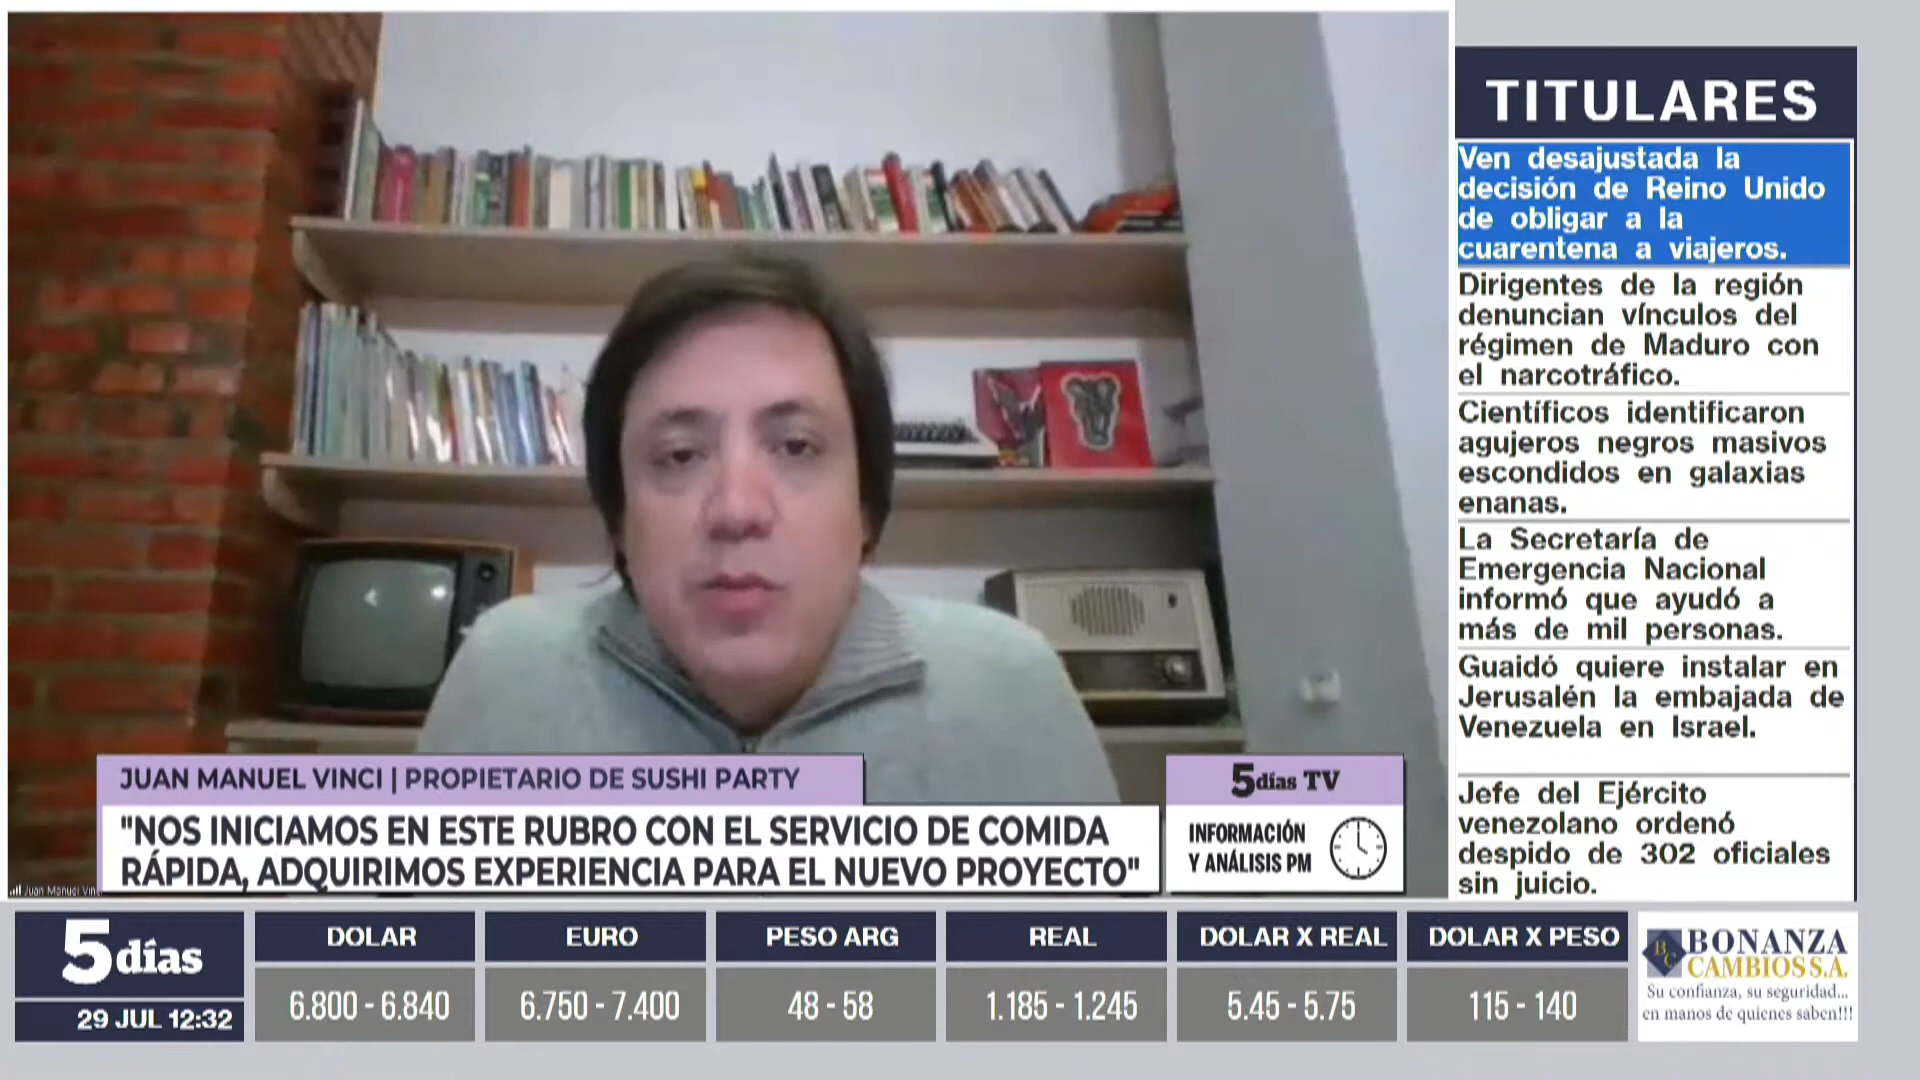 TITULARES
Ven desajustada la
decisión de Reino Unido
de obligar a la
cuarentena a viajeros.
Dirigentes de la región
denuncian vínculos del
régimen de Maduro con
el narcotráfico.
Científicos identificaron
agujeros negros masivos
escondidos en galaxias
enanas.
La Secretaría de
Emergencia Nacional
informó que ayudó a
más de mil personas.
Guaidó quiere instalar en
Jerusalén la embajada de
Venezuela en Israel.
Jefe del Ejército
venezolano ordenó
despido de 302 oficiales
sin juicio.
JUAN MANUEL VINCI | PROPIETARIO DE SUSHI PARTY
"NOS INICIAMOS EN ESTE RUBRO CON EL SERVICIO DE COMIDA
RÁPIDA, ADQUIRIMOS EXPERIENCIA PARA EL NUEVO PROYECTO"
5días TV
INFORMACIÓN
Y ANÁLISIS PM
Juan Manuel Vin
5días
29 JUL 12:32
DOLAR
6.800 - 6.840
EURO
6.750 - 7.400
PESO ARG
48 - 58
REAL
1.185 - 1.245
DOLAR X REAL
5.45 - 5.75
DOLAR X PESO
115 - 140
BC
BONANZA
CAMBIOS S.A.
Su confianza, su seguridad...
en manos de quienes saben!!!